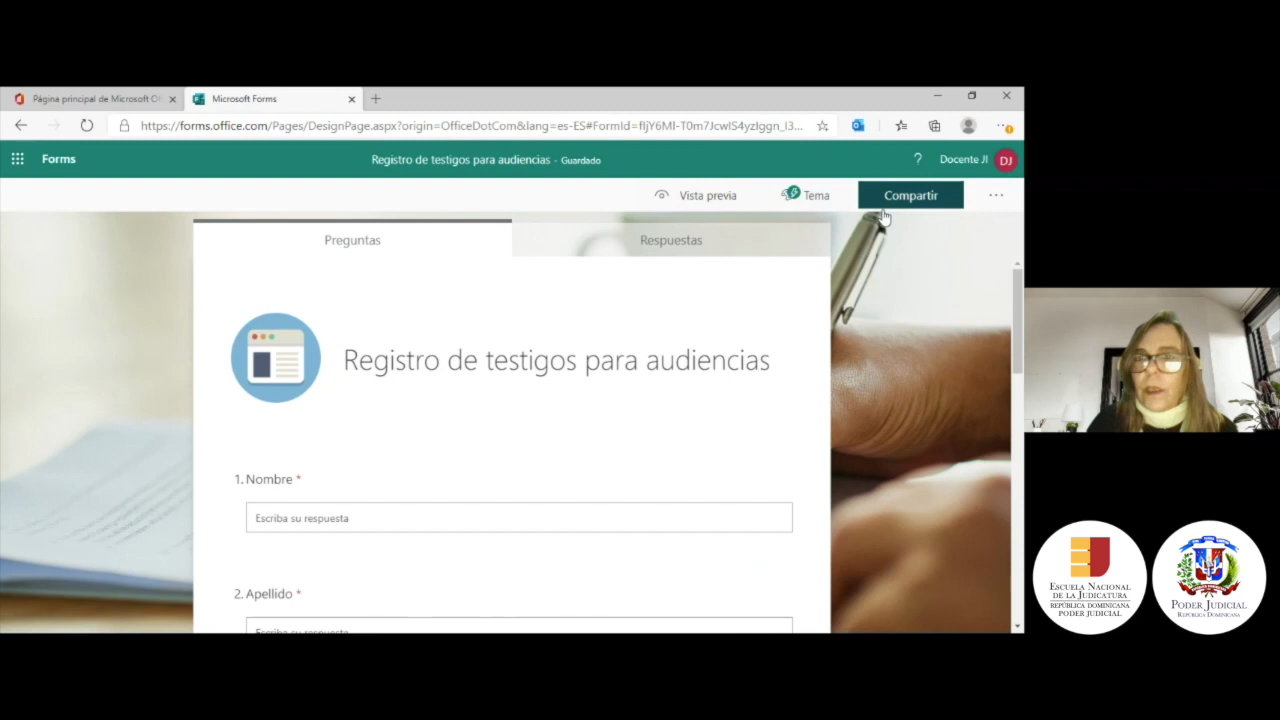 Página principal de Microsoft Of
Microsoft Forms
https://forms.office.com/Pages/DesignPage.aspx?origin=OfficeDotCom&lang=es-ES#FormId=
Forms
Registro de testigos para audiencias - Guardado
?
Docente JI
DJ
Vista previa
Tema
Compartir
Preguntas
Respuestas
Registro de testigos para audiencias
1. Nombre *
Escriba su respuesta
2. Apellido *
Escriba su respuesta
ESCUELA NACIONAL
DE LA JUDICATURA
REPÚBLICA DOMINICANA
PODER JUDICIAL
PODER JUDICIAL
REPÚBLICA DOMINICANA